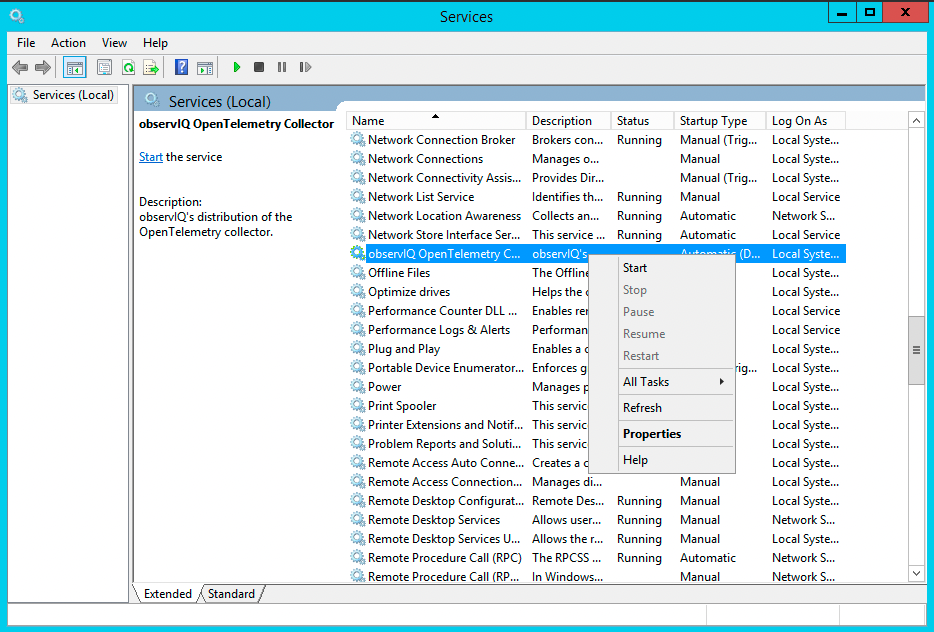 Services
File Action View Help
Services (Local)
Services (Local)
observIQ OpenTelemetry Collector
Start the service
Description:
observIQ's distribution of the
OpenTelemetry collector.
Name Description Status Startup Type Log On As
Network Connection Broker Brokers con... Running Manual (Trig... Local Syste...
Network Connections Manages o... Manual Local Syste...
Network Connectivity Assis... Provides Dir... Manual (Trig... Local Syste...
Network List Service Identifies th... Running Manual Local Service
Network Location Awareness Collects an... Running Automatic Network S...
Network Store Interface Ser... This service ... Running Automatic Local Service
observIQ OpenTelemetry C... observIQ's Automatic (D... Local Syste...
Offline Files The Offline Local Syste...
Optimize drives Helps the Local Syste...
Performance Counter DLL ... Enables Local Service
Performance Logs & Alerts Performan Local Service
Plug and Play Enables a Local Syste...
Portable Device Enumerator... Enforces rig... Local Syste...
Power Manages Local Syste...
Print Spooler This servic Local Syste...
Printer Extensions and Notif... This servic Local Syste...
Problem Reports and Soluti... This servic Local Syste...
Remote Access Auto Conne... Creates a Local Syste...
Remote Access Connection... Manages di... Manual Local Syste...
Remote Desktop Configurat... Remote Des... Running Manual Local Syste...
Remote Desktop Services Allows user... Running Manual Network S...
Remote Desktop Services U... Allows the r... Running Manual Local Syste...
Remote Procedure Call (RPC) The RPCSS ... Running Automatic Network S...
Remote Procedure Call (RP... In Windows... Manual Network S...
Start
Stop
Pause
Resume
Restart
All Tasks
Refresh
Properties
Help
Extended Standard